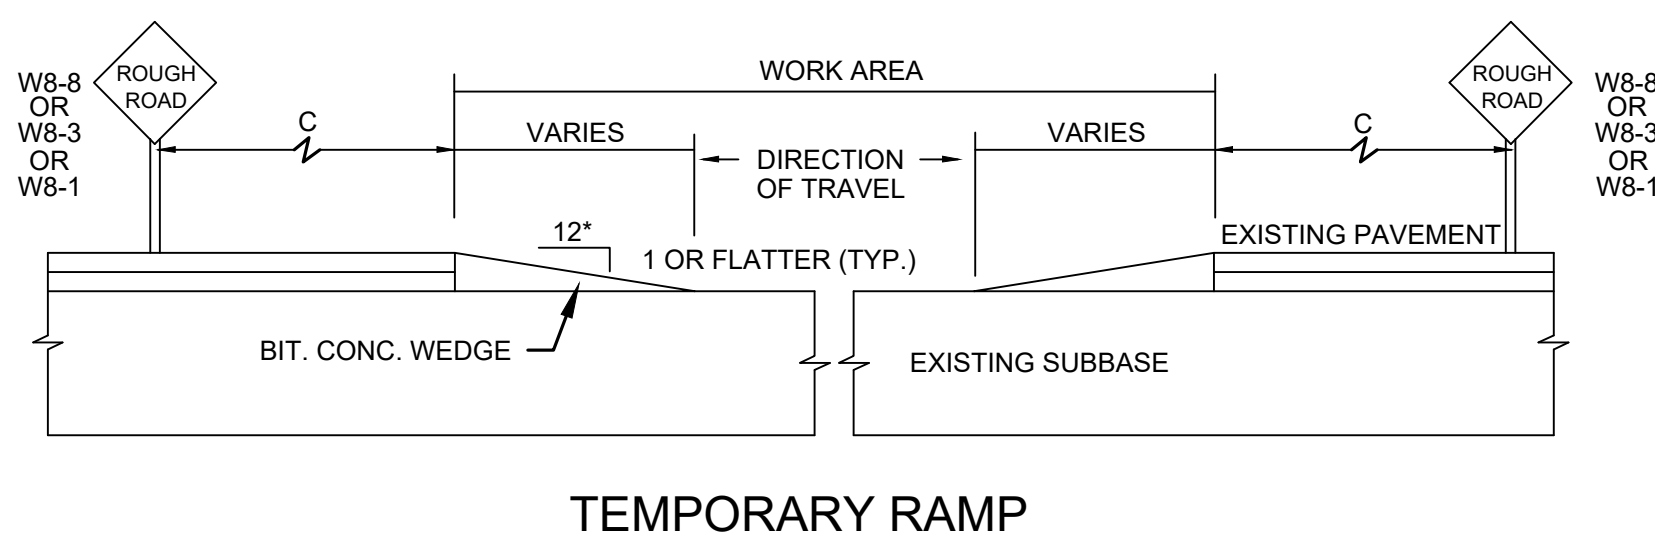 W8-8
OR
W8-3
OR
W8-1
ROUGH
ROAD
C
WORK AREA
VARIES
DIRECTION
OF TRAVEL
VARIES
C
ROUGH
ROAD
W8-8
OR
W8-3
OR
W8-1
12*
1 OR FLATTER (TYP.)
EXISTING PAVEMENT
BIT. CONC. WEDGE
EXISTING SUBBASE
TEMPORARY RAMP